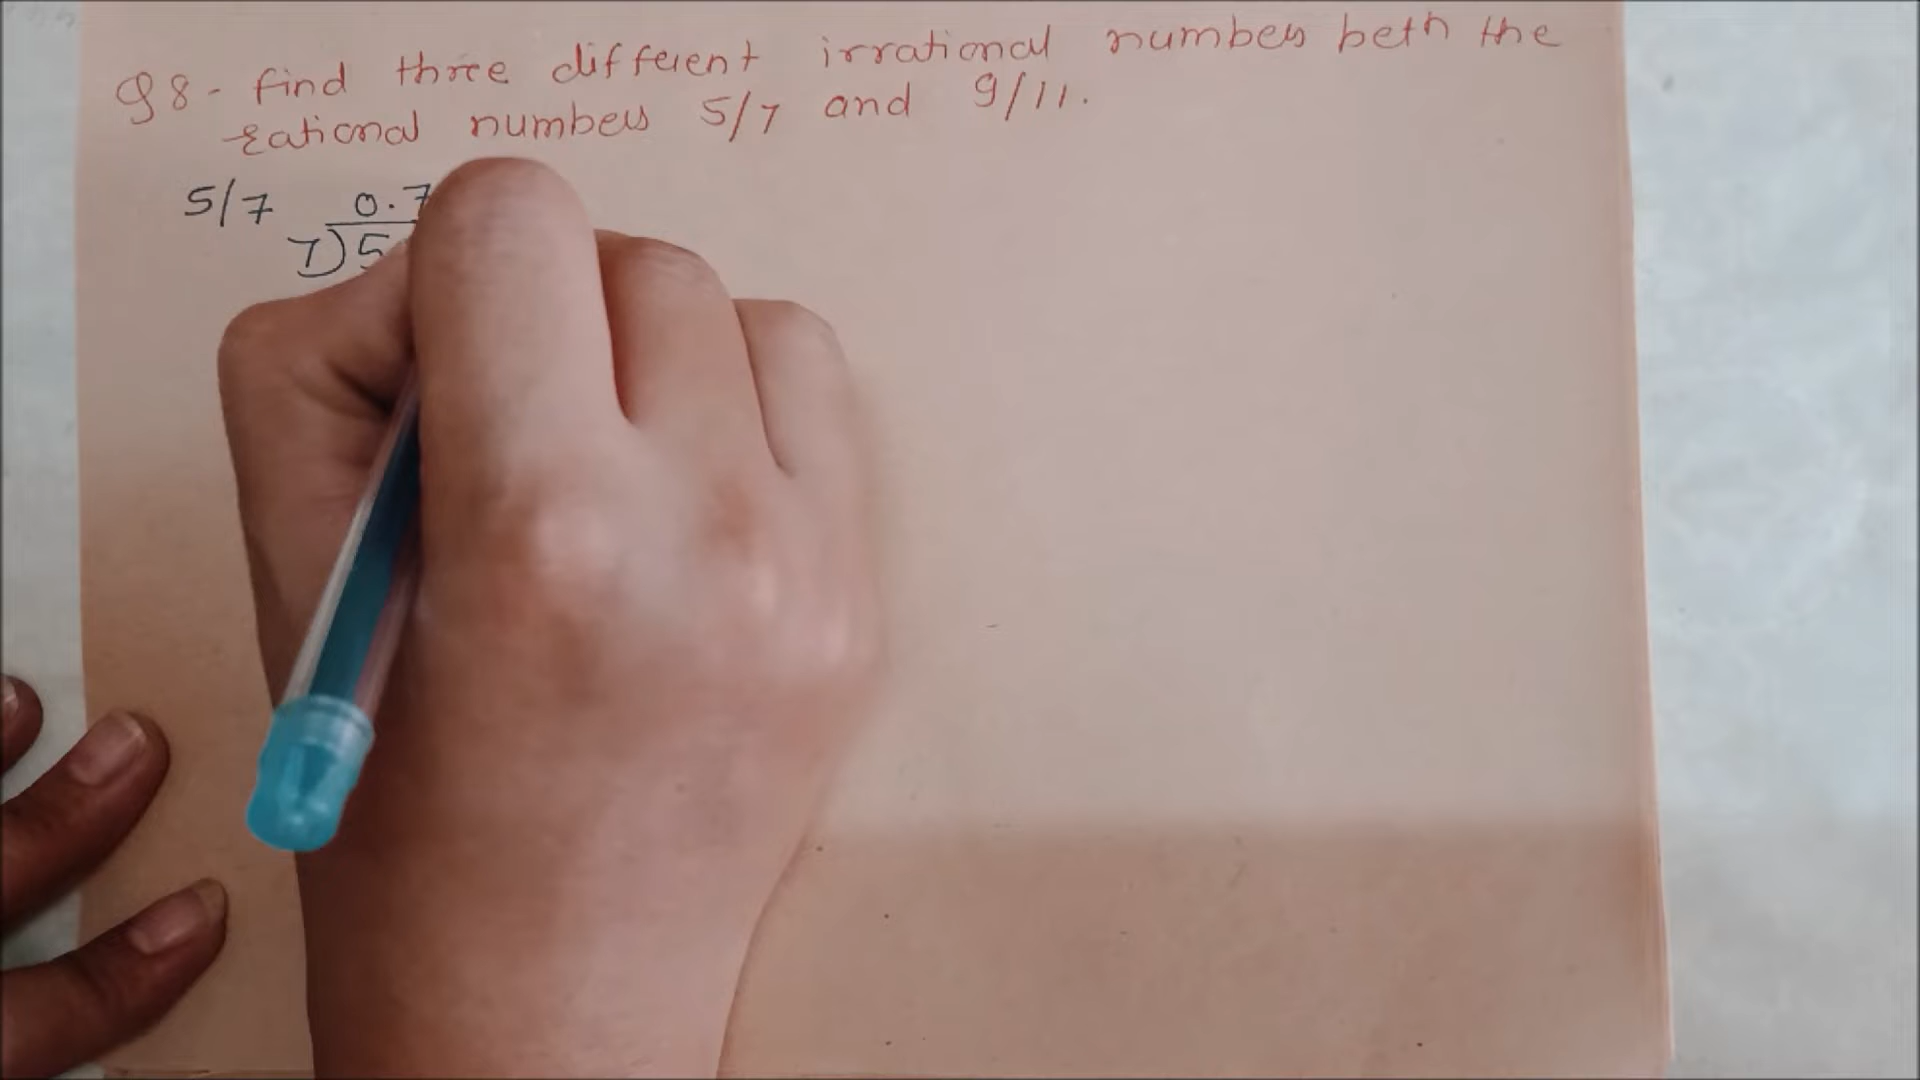 Q8- find three different irrational numbers betn the
rational numbers 5/7 and 9/11.
5/7 0.7
7)5